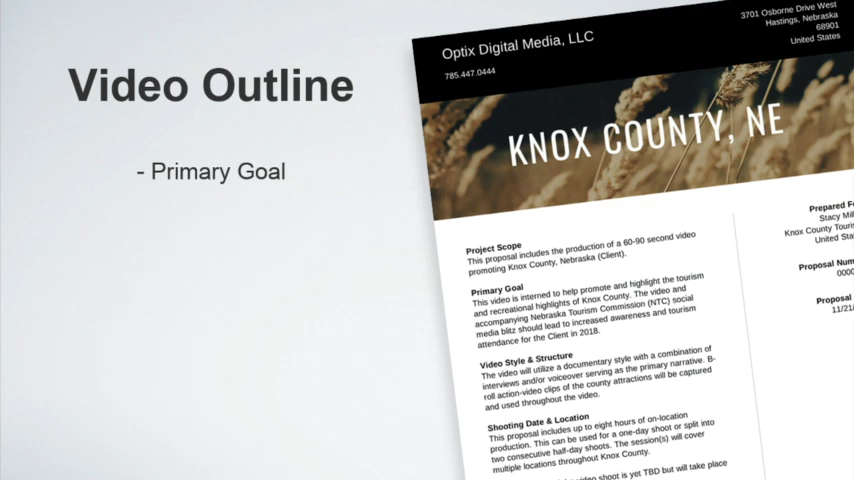 Video Outline
- Primary Goal
Optix Digital Media, LLC
785.447.0444
3701 Osborne Drive West
Hastings, Nebraska
68901
United States
KNOX COUNTY, NE
Project Scope
This proposal includes the production of a 60-90 second video
promoting Knox County, Nebraska (Client).
Primary Goal
This video is interned to help promote and highlight the tourism
and recreational highlights of Knox County. The video and
accompanying Nebraska Tourism Commission (NTC) social
media blitz should lead to increased awareness and tourism
attendance for the Client in 2018.
Video Style & Structure
The video will utilize a documentary style with a combination of
interviews and/or voiceover serving as the primary narrative. B-
roll action-video clips of the county attractions will be captured
and used throughout the video.
Shooting Date & Location
This proposal includes up to eight hours of on-location
production. This can be used for a one-day shoot or split into
two consecutive half-day shoots. The session(s) will cover
multiple locations throughout Knox County.
video shoot is yet TBD but will take place
Prepared
Stacy
Knox County
United
Proposal
0000
Proposal
11/21/